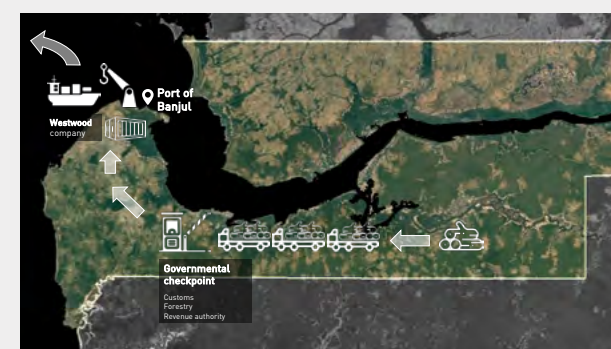 Port of
Banjul
Westwood
company
Governmental
checkpoint
Customs
Forestry
Revenue authority